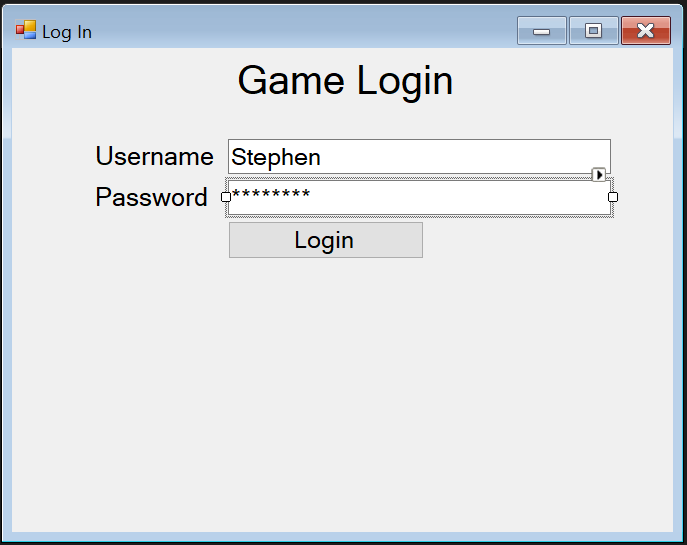 Log In
Game Login
Username Stephen
Password ********
Login